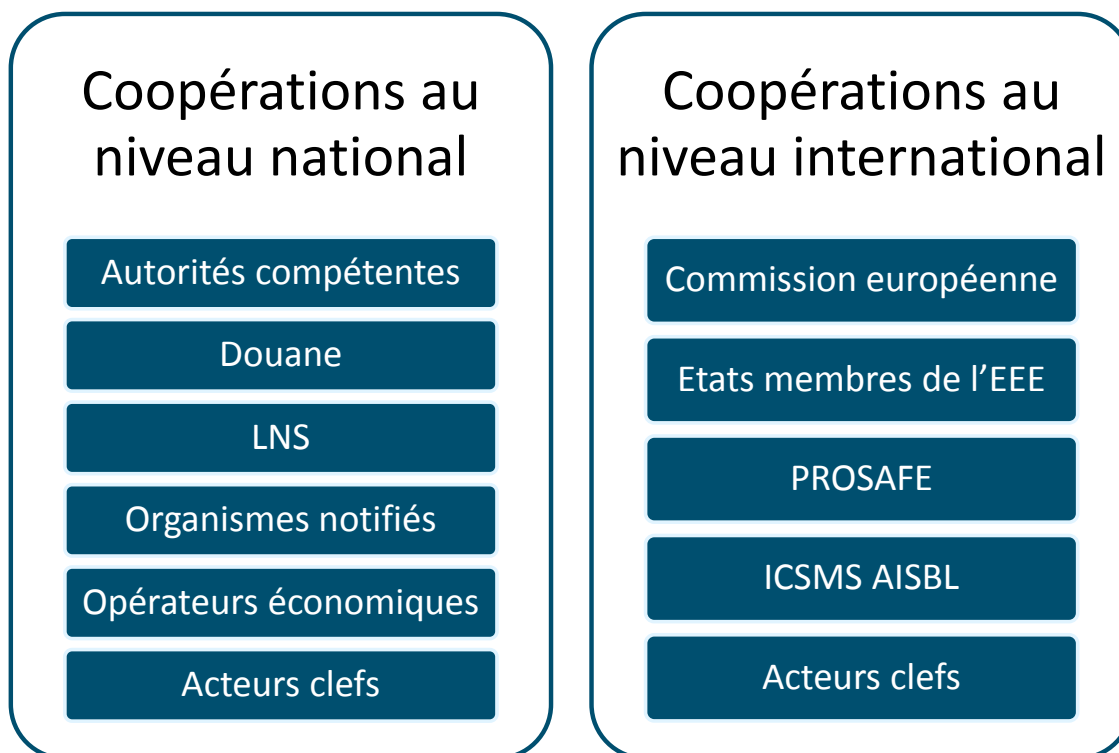 Coopérations au
niveau national
Autorités compétentes
Douane
LNS
Organismes notifiés
Opérateurs économiques
Acteurs clefs
Coopérations au
niveau international
Commission européenne
Etats membres de l’EEE
PROSAFE
ICSMS AISBL
Acteurs clefs